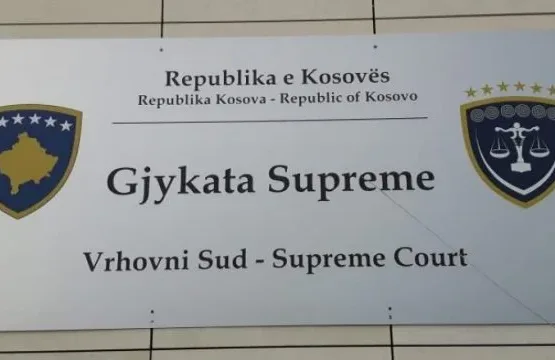 Republika e Kosovës
Republika Kosova - Republic of Kosovo
Gjykata Supreme
Vrhovni Sud - Supreme Court